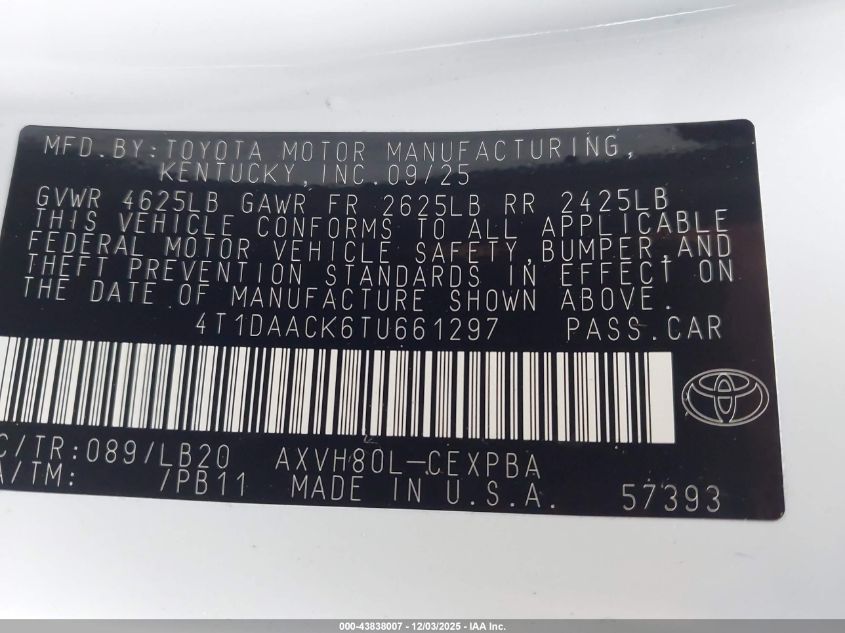 MFD.BY:TOYOTA MOTOR MANUFACTURING,
KENTUCKY,INC.09/25
GVWR 4625LB GAWR FR 2625LB RR 2425LB
THIS VEHICLE CONFORMS TO ALL APPLICABLE
FEDERAL MOTOR VEHICLE SAFETY,BUMPER,AND
THEFT PREVENTION STANDARDS IN EFFECT ON
THE DATE OF MANUFACTURE SHOWN ABOVE.
4T1DAACK6TU661297 PASS.CAR
C/TR:089/LB20 AXVH80L-CEXPBA
A/TM: /PB11 MADE IN U.S.A. 57393
000-43838007 - 12/03/2025 - IAA Inc.